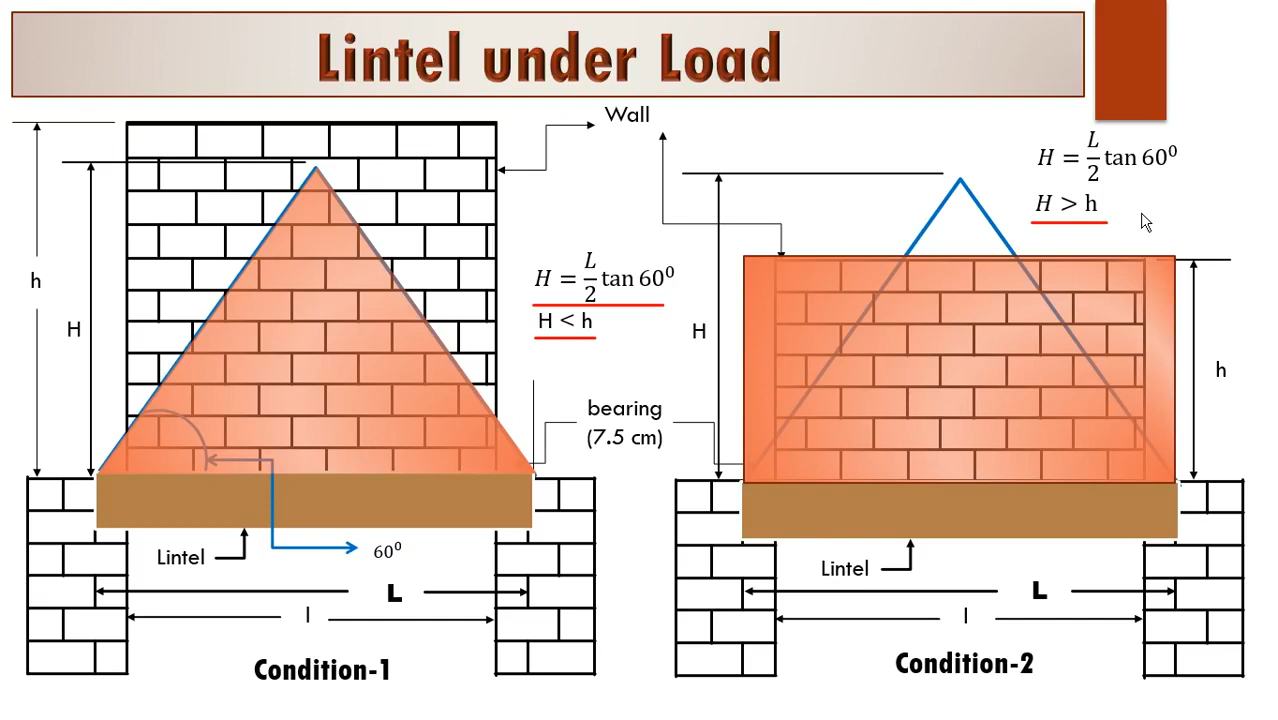 Lintel under Load
Wall
h
H
H = L/2 tan 60⁰
H < h
bearing
(7.5 cm)
Lintel
60⁰
L
l
Condition-1
H = L/2 tan 60⁰
H > h
H
h
Lintel
L
l
Condition-2